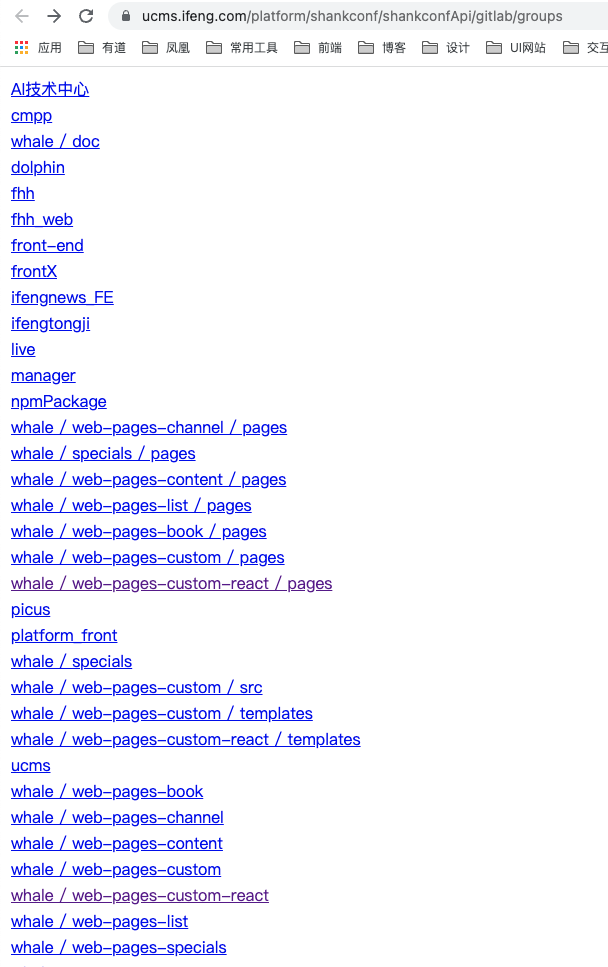 ucms.ifeng.com/platform/shankconf/shankconfApi/gitlab/groups
应用 有道 凤凰 常用工具 前端 博客 设计 UI网站 交互
AI技术中心
cmpp
whale / doc
dolphin
fhh
fhh_web
front-end
frontX
ifengnews_FE
ifengtongji
live
manager
npmPackage
whale / web-pages-channel / pages
whale / specials / pages
whale / web-pages-content / pages
whale / web-pages-list / pages
whale / web-pages-book / pages
whale / web-pages-custom / pages
whale / web-pages-custom-react / pages
picus
platform_front
whale / specials
whale / web-pages-custom / src
whale / web-pages-custom / templates
whale / web-pages-custom-react / templates
ucms
whale / web-pages-book
whale / web-pages-channel
whale / web-pages-content
whale / web-pages-custom
whale / web-pages-custom-react
whale / web-pages-list
whale / web-pages-specials